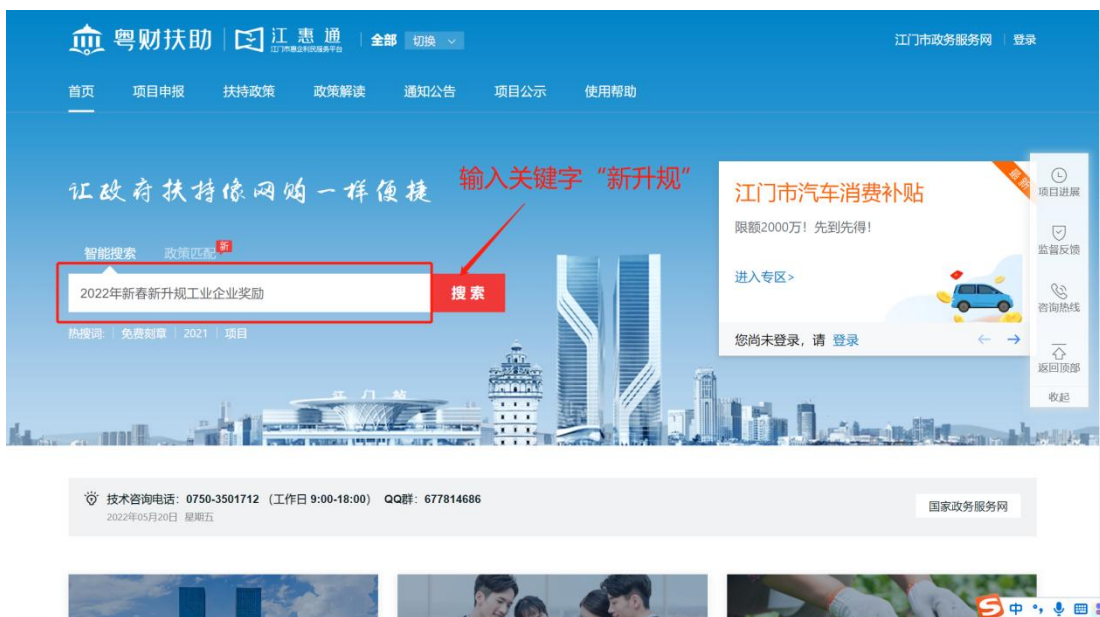 粤财扶助 江惠通 全部 切换 江门市政务服务网 登录
江门市惠企利民服务平台
首页 项目申报 扶持政策 政策解读 通知公告 项目公示 使用帮助
输入关键字“新升规”
让政府扶持像网购一样便捷
最新
江门市汽车消费补贴
限额2000万！先到先得！
进入专区>
您尚未登录，请 登录
项目进展
监督反馈
咨询热线
返回顶部
收起
智能搜索 政策匹配 新
2022年新春新升规工业企业奖励 搜索
热搜词: 免费刻章 2021 项目
江门站
技术咨询电话：0750-3501712 （工作日 9:00-18:00） QQ群：677814686
2022年05月20日 星期五
国家政务服务网
中